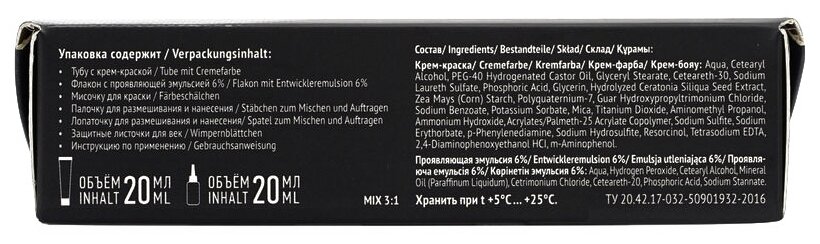 Упаковка содержит / Verpackungsinhalt:
• Тубу с крем-краской / Tube mit Cremefarbe
• Флакон с проявляющей эмульсией 6% / Flakon mit Entwickleremulsion 6%
• Мисочку для краски / Färbeschälchen
• Палочку для размешивания и нанесения / Stäbchen zum Mischen und Auftragen
• Лопаточку для размешивания и нанесения / Spatel zum Mischen und Auftragen
• Защитные листочки для век / Wimpernblättchen
• Инструкцию по применению / Gebrauchsanweisung
ОБЪЁМ 20 МЛ
INHALT 20 ML
ОБЪЁМ 20 МЛ
INHALT 20 ML
MIX 3:1
Состав/ Ingredients/ Bestandteile/ Skład/ Склад/ Құрамы:
Крем-краска/ Cremefarbe/ Kremfarba/ Крем-фарба/ Крем-бояу: Aqua, Cetearyl
Alcohol, PEG-40 Hydrogenated Castor Oil, Glyceryl Stearate, Ceteareth-30, Sodium
Laureth Sulfate, Phosphoric Acid, Glycerin, Hydrolyzed Ceratonia Siliqua Seed Extract,
Zea Mays (Corn) Starch, Polyquaternium-7, Guar Hydroxypropyltrimonium Chloride,
Sodium Benzoate, Potassium Sorbate, Mica, Titanium Dioxide, Aminomethyl Propanol,
Ammonium Hydroxide, Acrylates/Palmeth-25 Acrylate Copolymer, Sodium Sulfite, Sodium
Erythorbate, p-Phenylenediamine, Sodium Hydrosulfite, Resorcinol, Tetrasodium EDTA,
2,4-Diaminophenoxyethanol HCl, m-Aminophenol.
Проявляющая эмульсия 6%/ Entwickleremulsion 6%/ Emulsja utleniająca 6%/ Проявля-
юча емульсія 6%/ Көрінетін эмульсия 6%: Aqua, Hydrogen Peroxide, Cetearyl Alcohol, Mineral
Oil (Paraffinum Liquidum), Cetrimonium Chloride, Ceteareth-20, Phosphoric Acid, Sodium Stannate.
Хранить при t +5°C... +25°C. ТУ 20.42.17-032-50901932-2016